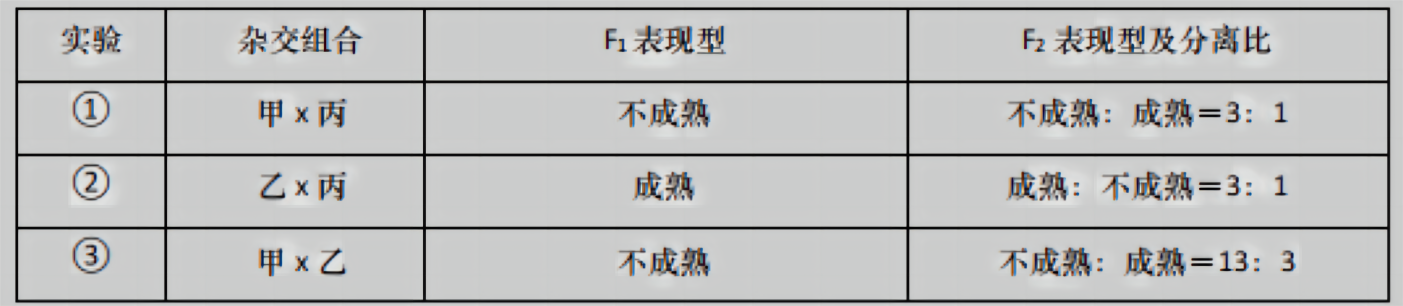 实验 杂交组合 F₁表现型 F₂表现型及分离比
① 甲x丙 不成熟 不成熟：成熟＝3：1
② 乙x丙 成熟 成熟：不成熟＝3：1
③ 甲x乙 不成熟 不成熟：成熟＝13：3